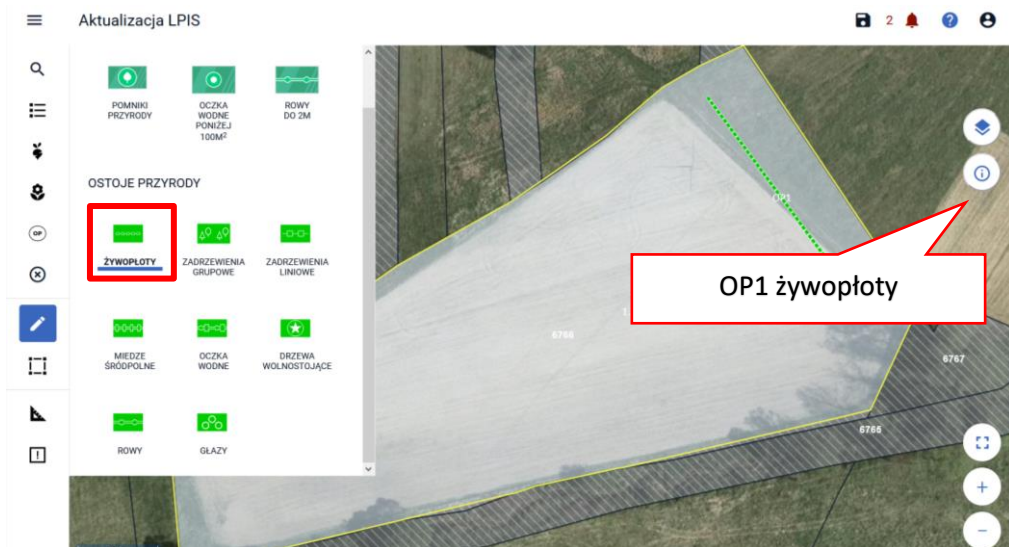 Aktualizacja LPIS
2
POMNIKI
PRZYRODY
OCZKA
WODNE
PONIŻEJ
100M²
ROWY
DO 2M
OSTOJE PRZYRODY
OP
ŻYWOPŁOTY
ZADRZEWIENIA
GRUPOWE
ZADRZEWIENIA
LINIOWE
MIEDZE
ŚRÓDPOLNE
OCZKA
WODNE
DRZEWA
WOLNOSTOJĄCE
ROWY
GŁAZY
OP1
OP1 żywopłoty
6766
6767
6765